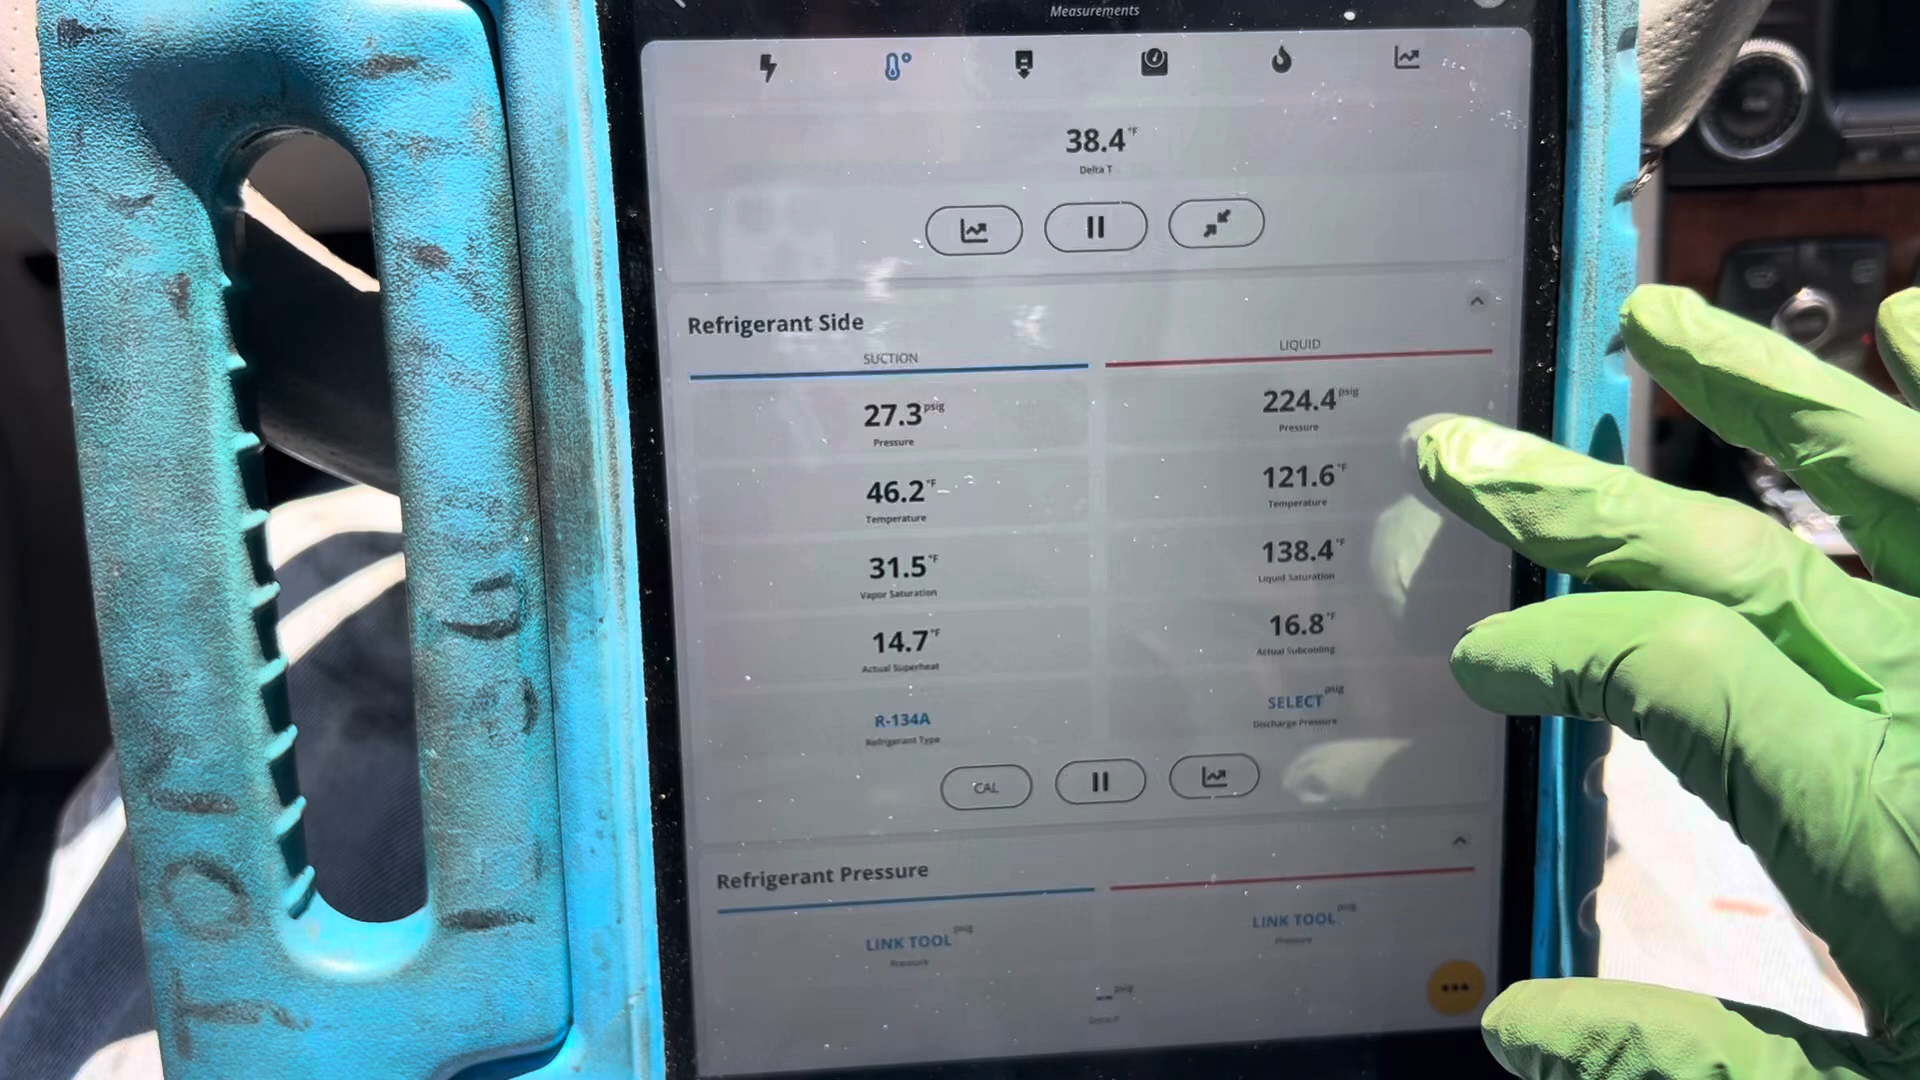 Measurements
38.4 °F
Delta T
Refrigerant Side
SUCTION
LIQUID
27.3 psig
Pressure
224.4 psig
Pressure
46.2 °F
Temperature
121.6 °F
Temperature
31.5 °F
Vapor Saturation
138.4 °F
Liquid Saturation
14.7 °F
Actual Superheat
16.8 °F
Actual Subcooling
R-134A
Refrigerant Type
SELECT psig
Discharge Pressure
CAL
Refrigerant Pressure
LINK TOOL psig
Pressure
LINK TOOL psig
Pressure
-- psig